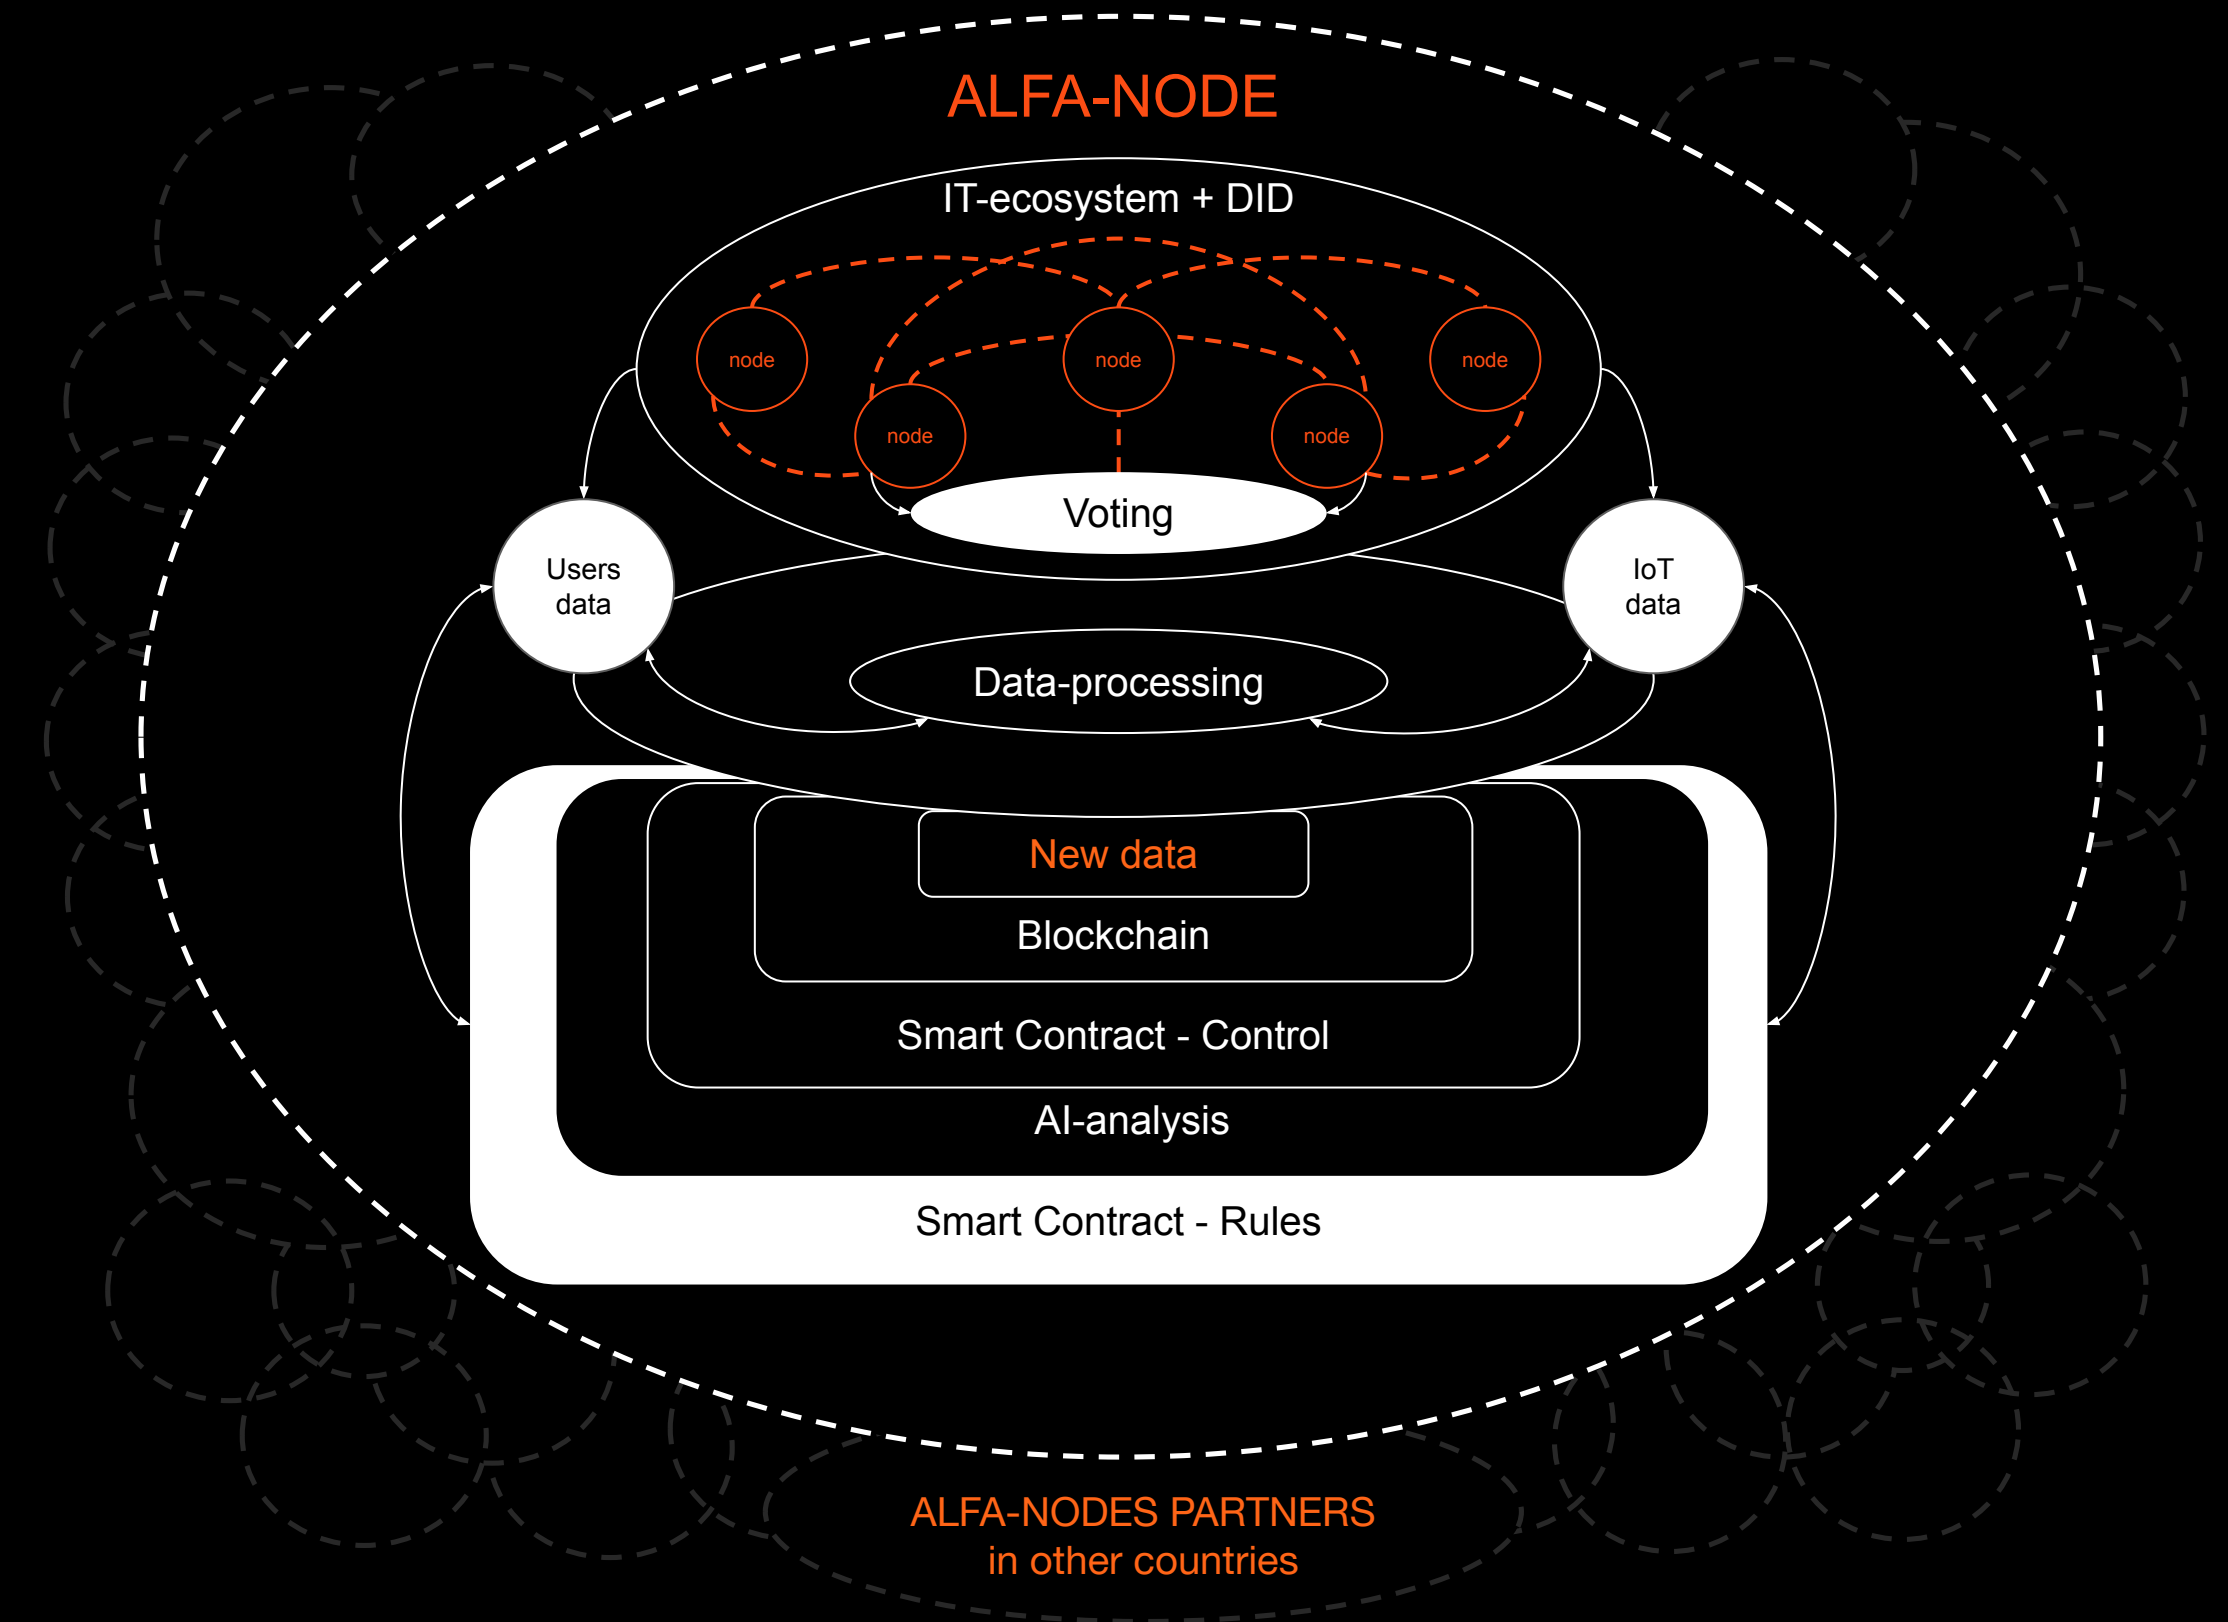 ALFA-NODE
IT-ecosystem + DID
node
node
node
node
node
Voting
Users
data
IoT
data
Data-processing
New data
Blockchain
Smart Contract - Control
AI-analysis
Smart Contract - Rules
ALFA-NODES PARTNERS
in other countries